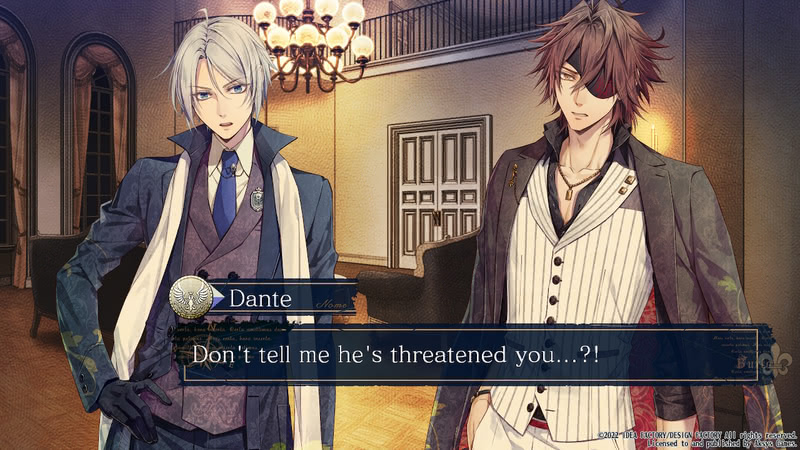 Dante
Nome
Don't tell me he's threatened you...?!
©2022 IDEA FACTORY/DESIGN FACTORY All rights reserved.
Licensed to and published by Aksys Games.